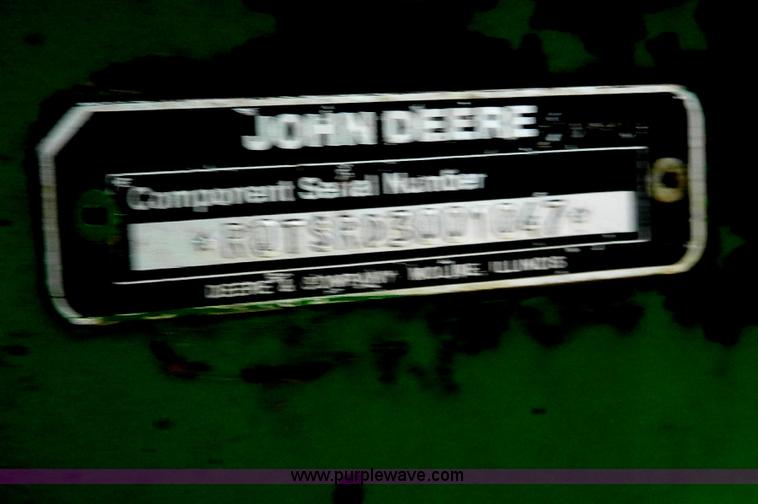 JOHN DEERE
Component Serial Number
DEERE & COMPANY MOLINE, ILLINOIS
www.purplewave.com